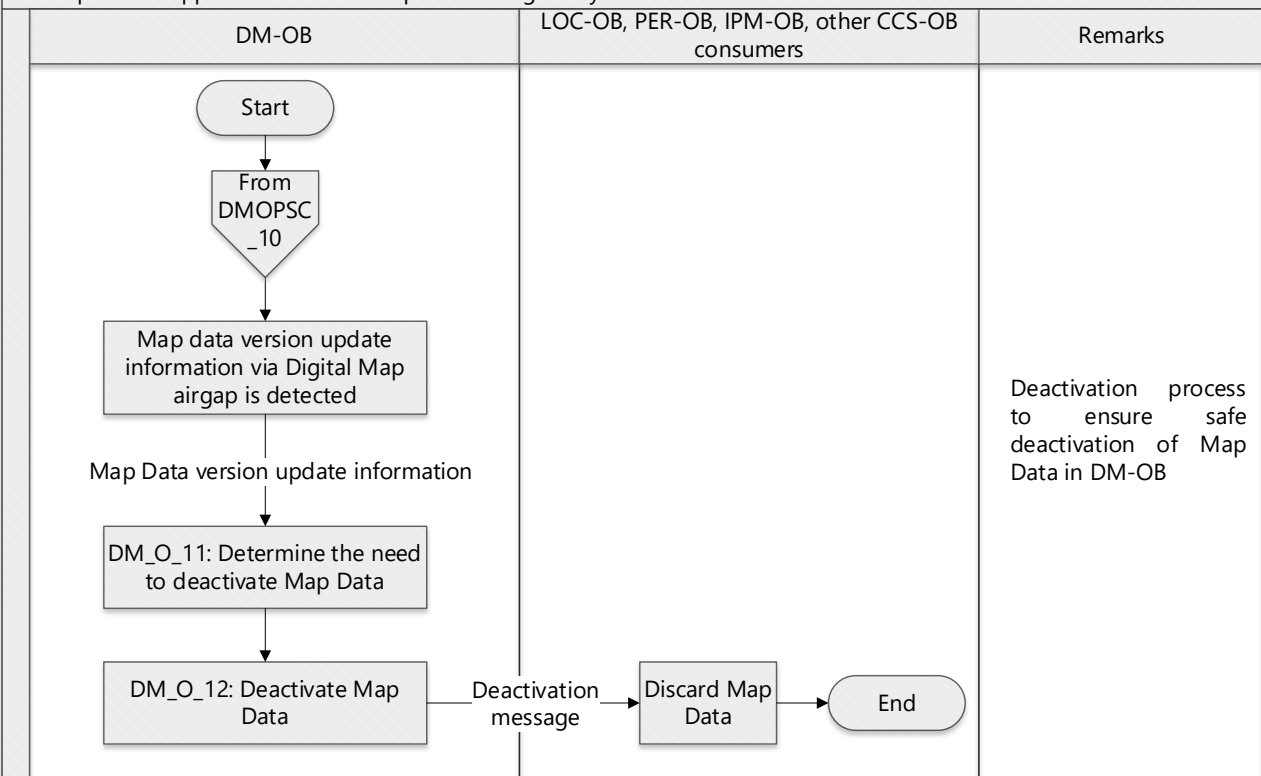 DM-OB
LOC-OB, PER-OB, IPM-OB, other CCS-OB
consumers
Remarks
Start
From
DMOPSC
_10
Map data version update
information via Digital Map
airgap is detected
Map Data version update information
DM_O_11: Determine the need
to deactivate Map Data
DM_O_12: Deactivate Map
Data
Deactivation
message
Discard Map
Data
End
Deactivation process
to ensure safe
deactivation of Map
Data in DM-OB